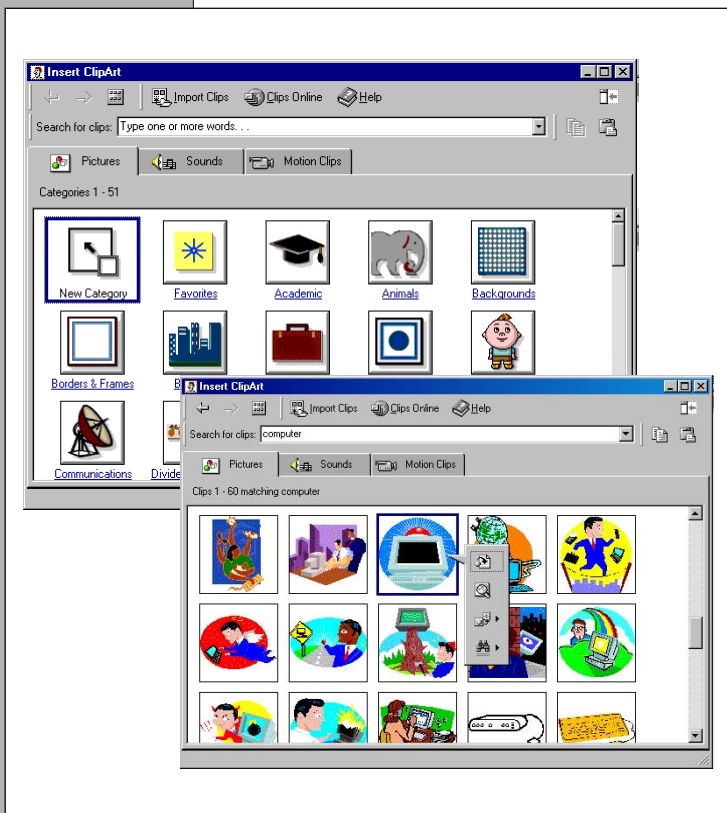 Insert ClipArt
Import Clips Clips Online Help
Search for clips: Type one or more words. . .
Pictures Sounds Motion Clips
Categories 1 - 51
New Category Favorites Academic Animals Backgrounds
Borders & Frames B
Communications Divide
Insert ClipArt
Import Clips Clips Online Help
Search for clips: computer
Pictures Sounds Motion Clips
Clips 1 - 60 matching computer